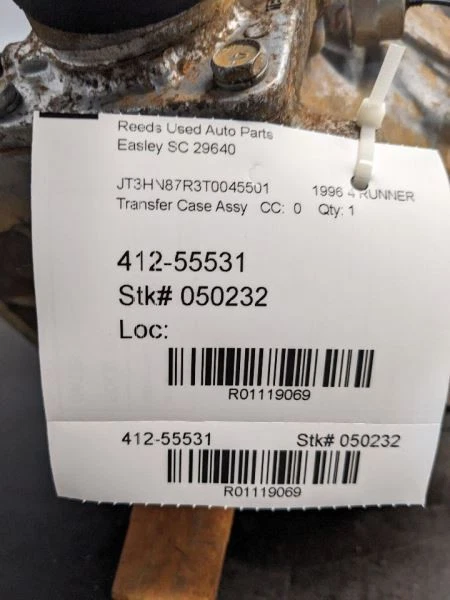 Reeds Used Auto Parts
Easley SC 29640
JT3HN87R3T0045501 1996 4 RUNNER
Transfer Case Assy CC: 0 Qty: 1
412-55531
Stk# 050232
Loc:
R01119069
412-55531 Stk# 050232
R01119069